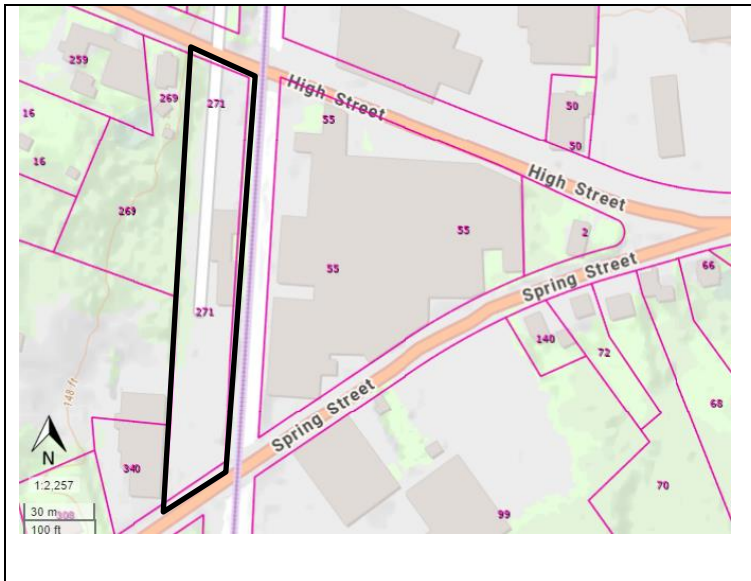 259
269
271
High Street
55
50
50
16
16
269
High Street
2
55
55
Spring Street
66
271
140
72
148 ft
Spring Street
68
340
N
1:2,257
30 m
308
100 ft
99
70